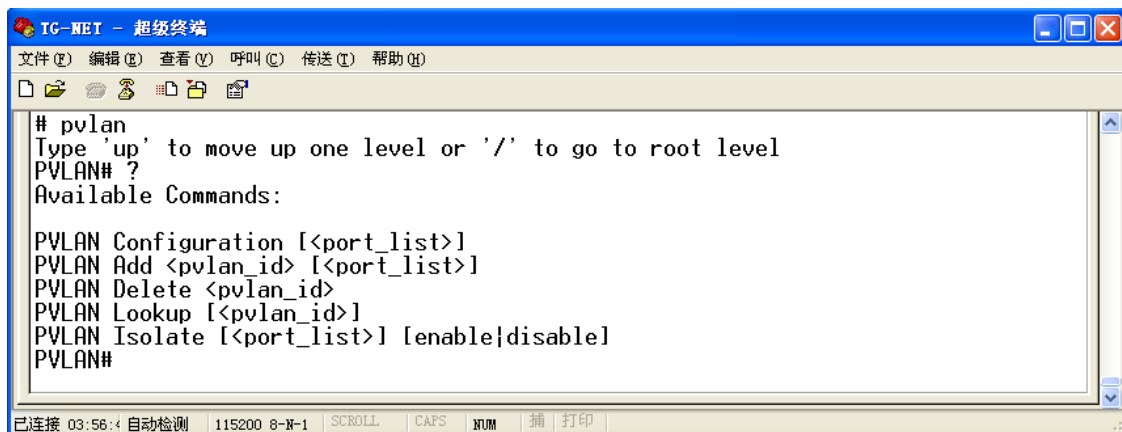 TG-NET - 超级终端
文件(F) 编辑(E) 查看(V) 呼叫(C) 传送(T) 帮助(H)
# pvlan
Type 'up' to move up one level or '/' to go to root level
PVLAN# ?
Available Commands:
PVLAN Configuration [<port_list>]
PVLAN Add <pvlan_id> [<port_list>]
PVLAN Delete <pvlan_id>
PVLAN Lookup [<pvlan_id>]
PVLAN Isolate [<port_list>] [enable|disable]
PVLAN#
已连接 03:56:4 自动检测 115200 8-N-1 SCROLL CAPS NUM 捕 打印